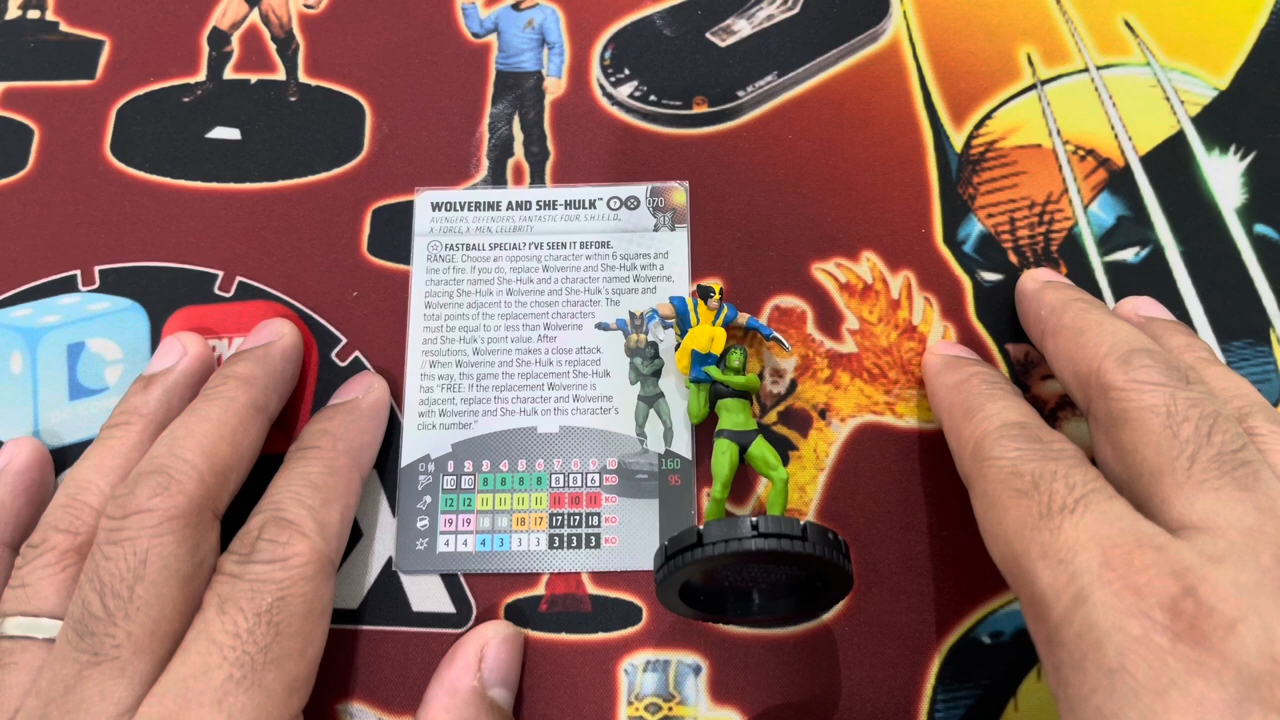 WOLVERINE AND SHE-HULK™
070
AVENGERS, DEFENDERS, FANTASTIC FOUR, S.H.I.E.L.D.,
X-FORCE, X-MEN, CELEBRITY
FASTBALL SPECIAL? I'VE SEEN IT BEFORE.
RANGE: Choose an opposing character within 6 squares and
line of fire. If you do, replace Wolverine and She-Hulk with a
character named She-Hulk and a character named Wolverine,
placing She-Hulk in Wolverine and She-Hulk's square and
Wolverine adjacent to the chosen character. The
total points of the replacement characters
must be equal to or less than Wolverine
and She-Hulk's point value. After
resolutions, Wolverine makes a close attack.
// When Wolverine and She-Hulk is replaced
this way, this game the replacement She-Hulk
has "FREE: If the replacement Wolverine is
adjacent, replace this character and Wolverine
with Wolverine and She-Hulk on this character's
click number."
0 1 2 3 4 5 6 7 8 9 10 160
10 10 8 8 8 8 8 8 6 KO 95
12 12 11 11 11 11 11 10 11 KO
19 19 18 18 18 17 17 17 18 KO
4 4 4 3 3 3 3 3 3 KO